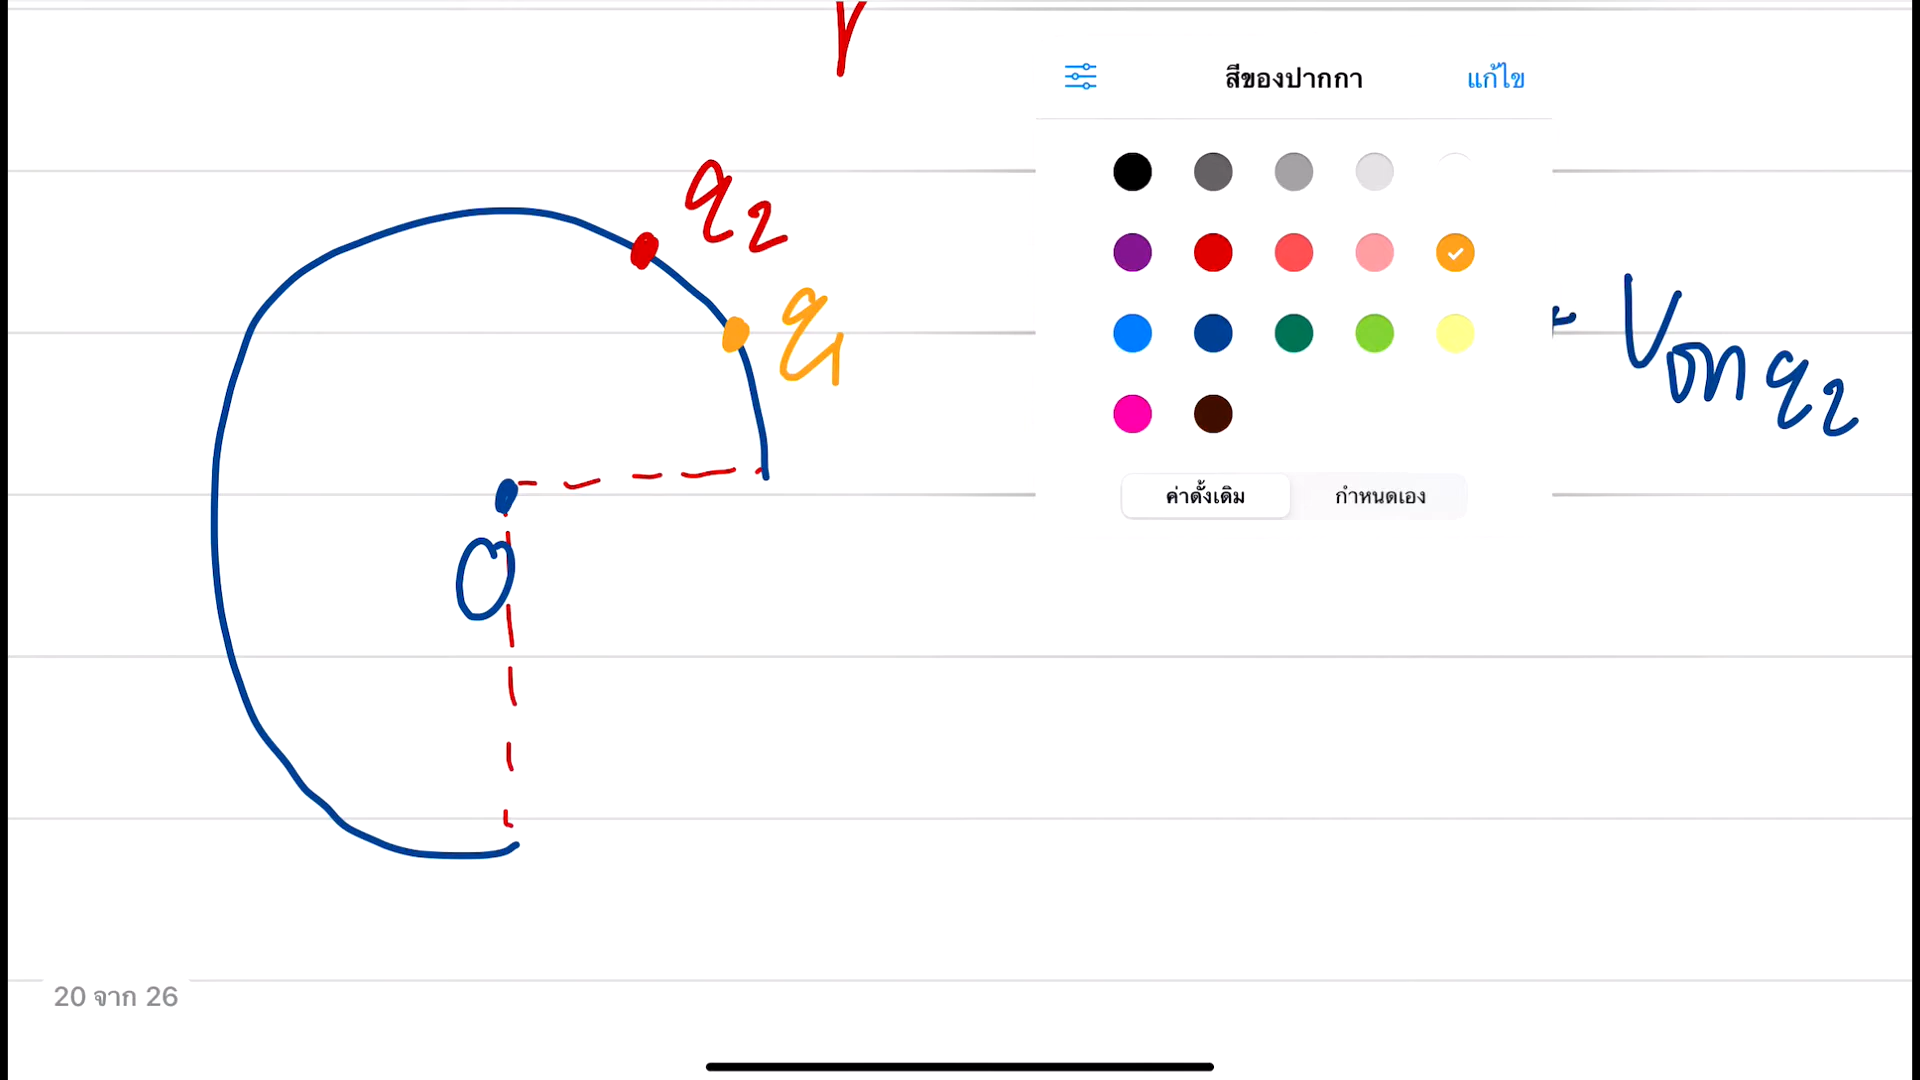 สีของปากกา
แก้ไข
q2
q1
V จาก q2
ค่าดั้งเดิม
กำหนดเอง
O
20 จาก 26